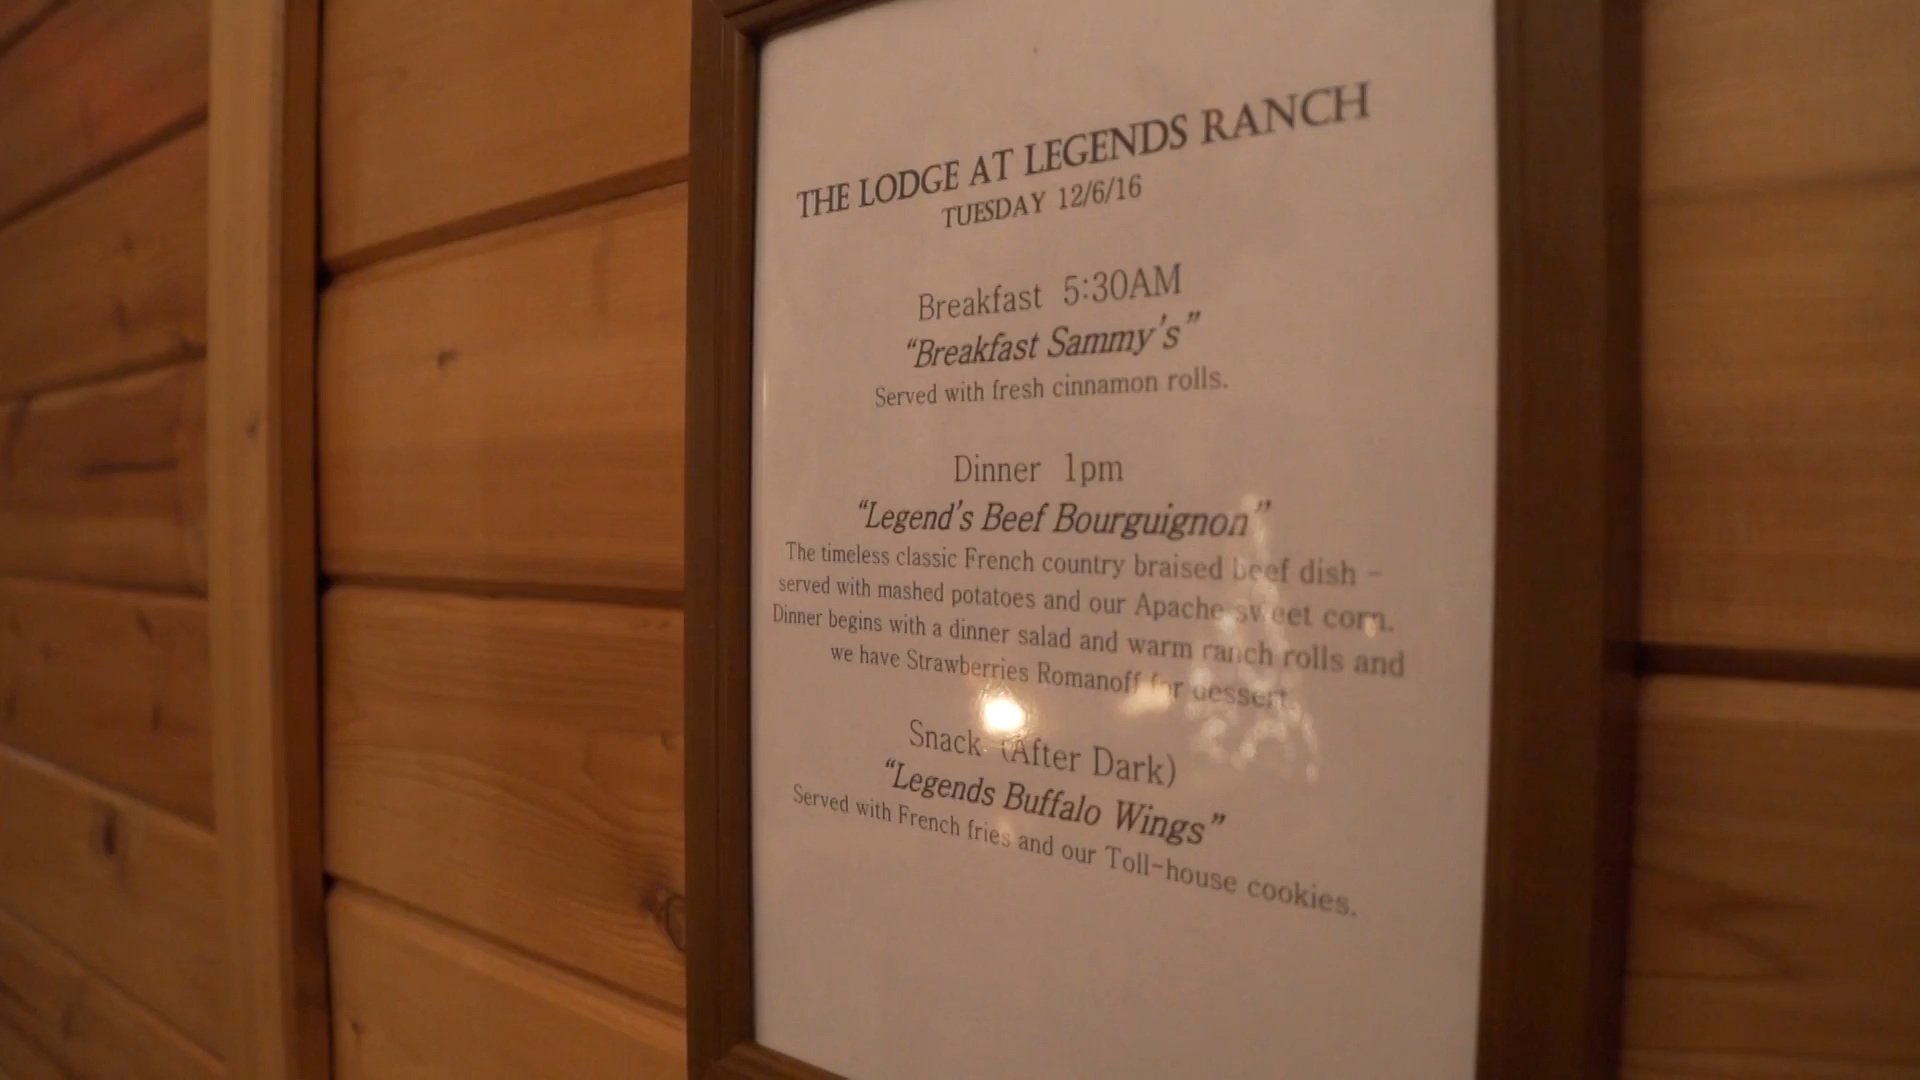 THE LODGE AT LEGENDS RANCH
TUESDAY 12/6/16
Breakfast 5:30AM
“Breakfast Sammy's”
Served with fresh cinnamon rolls.
Dinner 1pm
“Legend's Beef Bourguignon”
The timeless classic French country braised beef dish -
served with mashed potatoes and our Apache sweet corn.
Dinner begins with a dinner salad and warm ranch rolls and
we have Strawberries Romanoff for dessert.
Snack (After Dark)
“Legends Buffalo Wings”
Served with French fries and our Toll-house cookies.